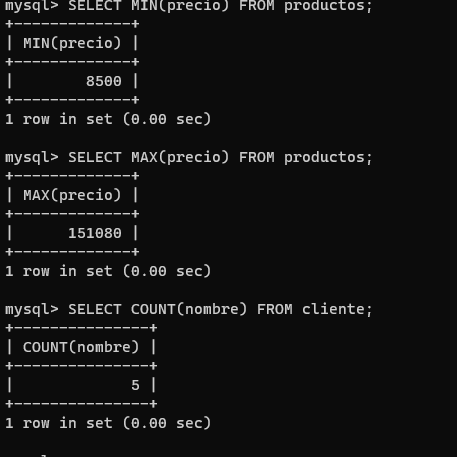 mysql> SELECT MIN(precio) FROM productos;
+-------------+
| MIN(precio) |
+-------------+
|        8500 |
+-------------+
1 row in set (0.00 sec)

mysql> SELECT MAX(precio) FROM productos;
+-------------+
| MAX(precio) |
+-------------+
|      151080 |
+-------------+
1 row in set (0.00 sec)

mysql> SELECT COUNT(nombre) FROM cliente;
+---------------+
| COUNT(nombre) |
+---------------+
|             5 |
+---------------+
1 row in set (0.00 sec)